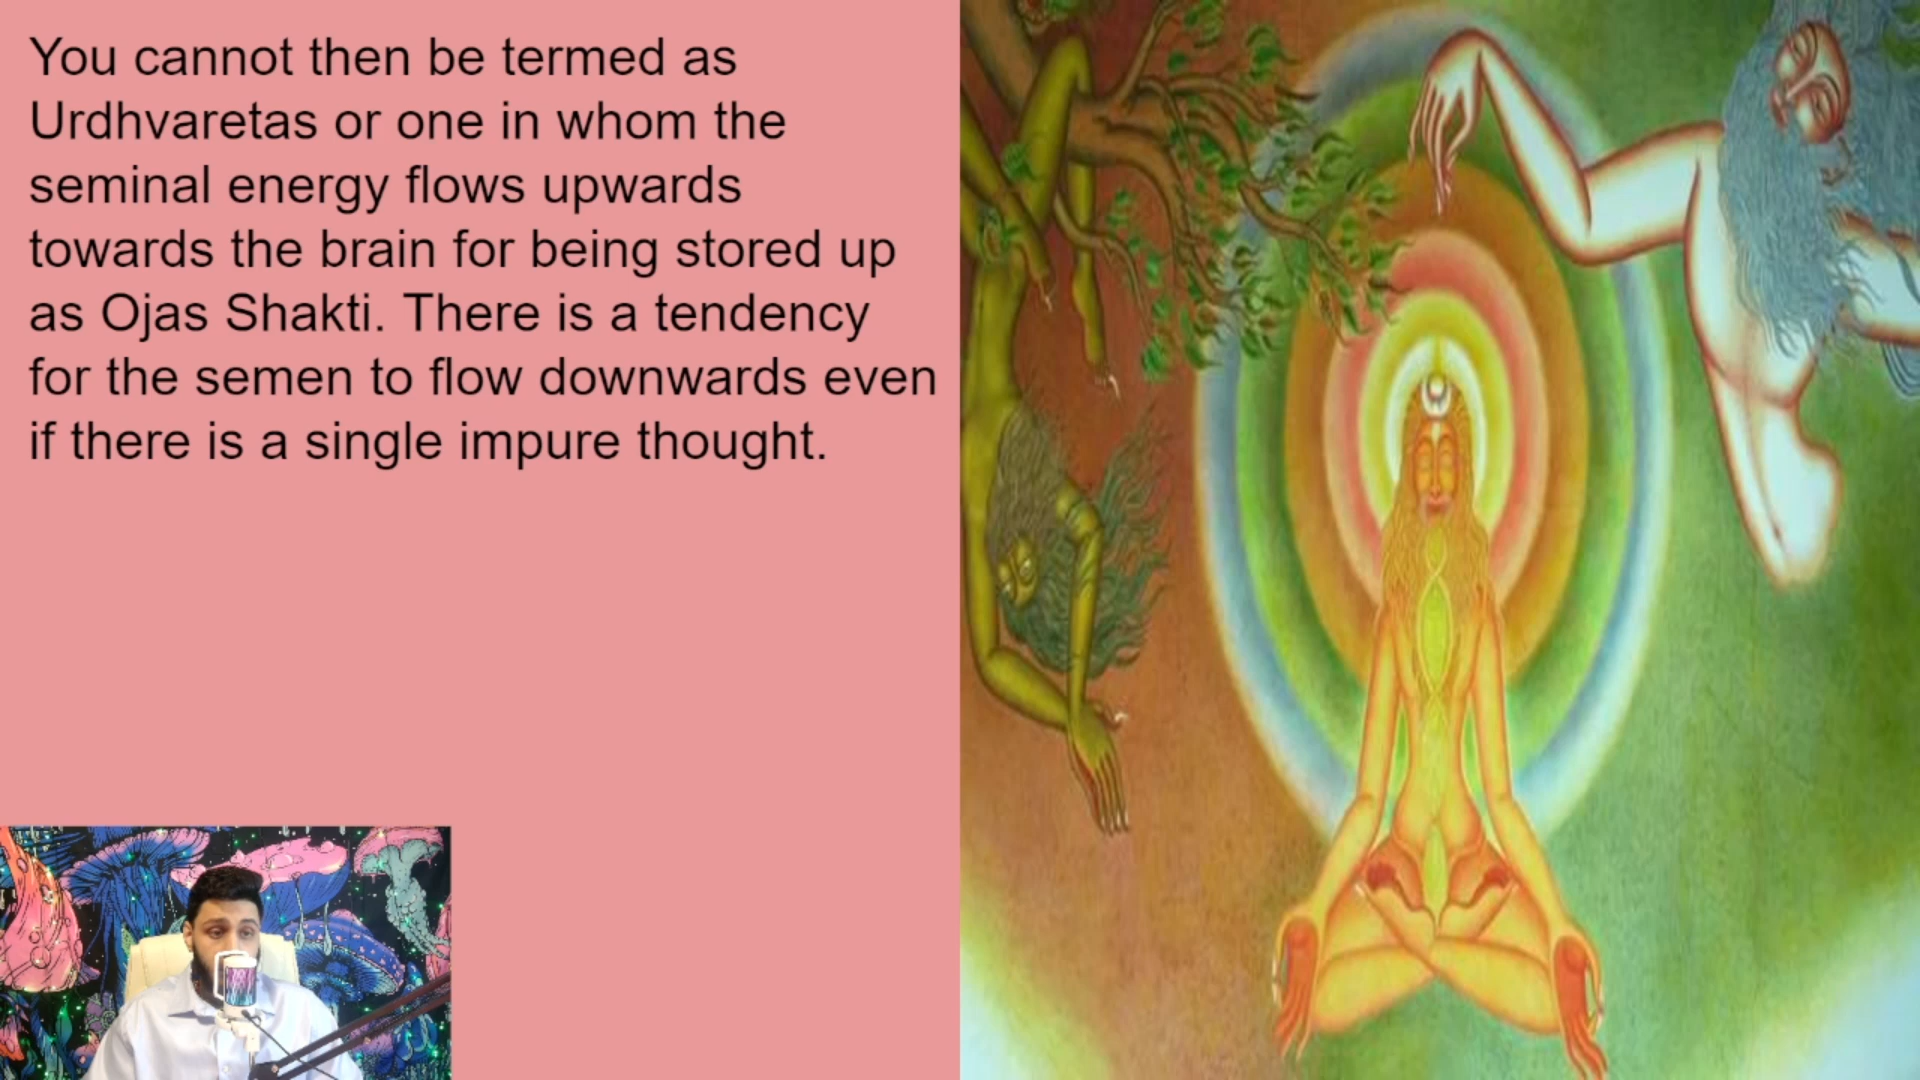 You cannot then be termed as
Urdhvaretas or one in whom the
seminal energy flows upwards
towards the brain for being stored up
as Ojas Shakti. There is a tendency
for the semen to flow downwards even
if there is a single impure thought.